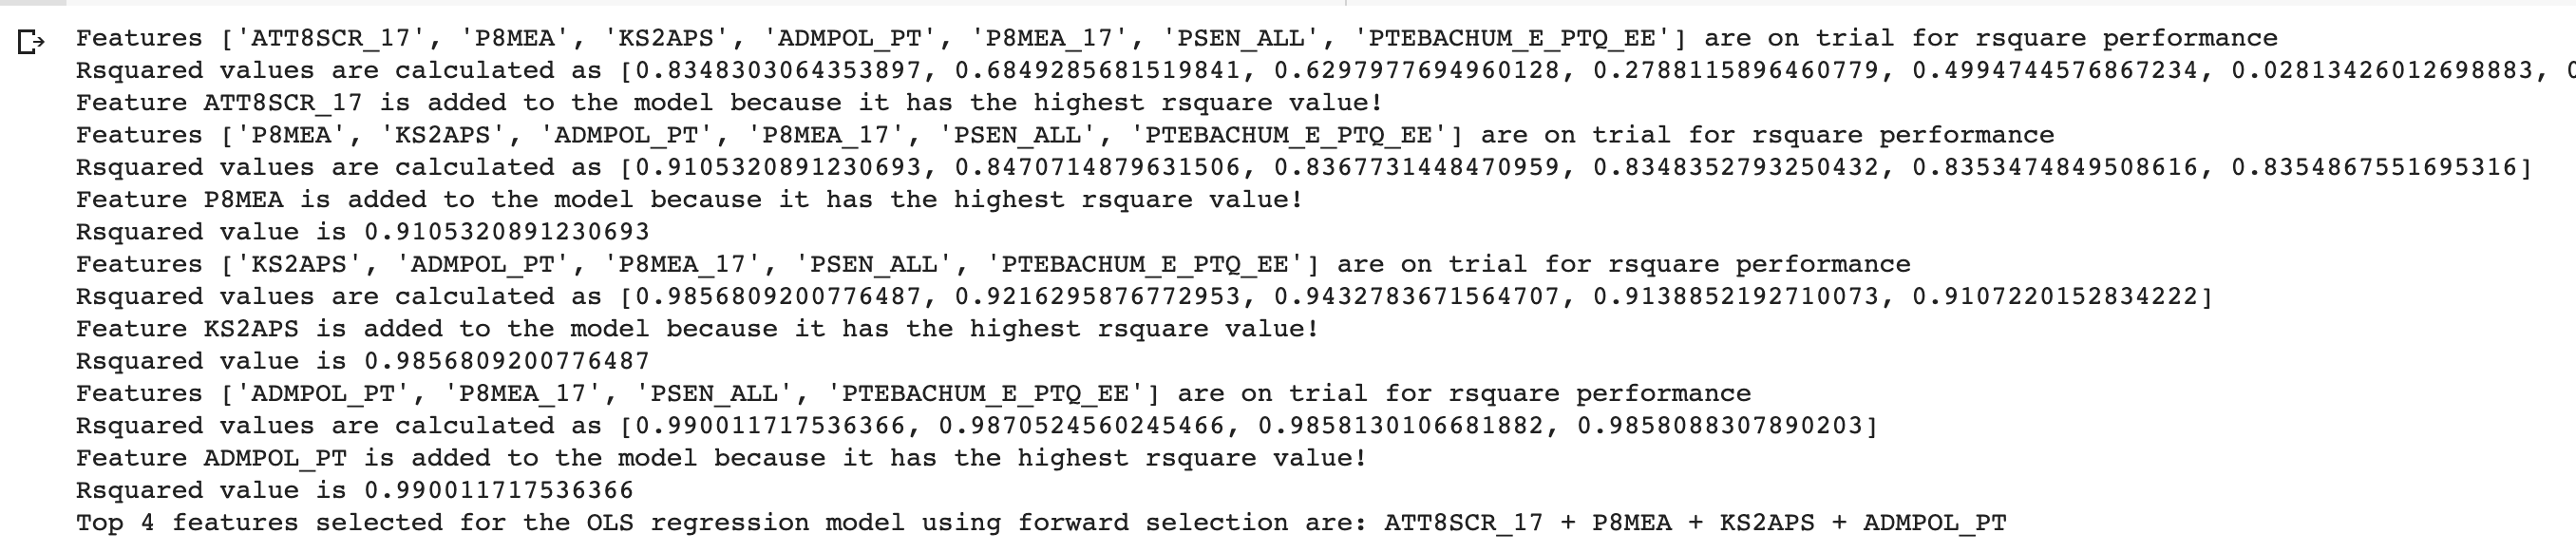 Features ['ATT8SCR_17', 'P8MEA', 'KS2APS', 'ADMPOL_PT', 'P8MEA_17', 'PSEN_ALL', 'PTEBACHUM_E_PTQ_EE'] are on trial for rsquare performance
Rsquared values are calculated as [0.8348303064353897, 0.6849285681519841, 0.6297977694960128, 0.2788115896460779, 0.4994744576867234, 0.02813426012698883,
Feature ATT8SCR_17 is added to the model because it has the highest rsquare value!
Features ['P8MEA', 'KS2APS', 'ADMPOL_PT', 'P8MEA_17', 'PSEN_ALL', 'PTEBACHUM_E_PTQ_EE'] are on trial for rsquare performance
Rsquared values are calculated as [0.9105320891230693, 0.8470714879631506, 0.8367731448470959, 0.8348352793250432, 0.8353474849508616, 0.8354867551695316]
Feature P8MEA is added to the model because it has the highest rsquare value!
Rsquared value is 0.9105320891230693
Features ['KS2APS', 'ADMPOL_PT', 'P8MEA_17', 'PSEN_ALL', 'PTEBACHUM_E_PTQ_EE'] are on trial for rsquare performance
Rsquared values are calculated as [0.9856809200776487, 0.9216295876772953, 0.9432783671564707, 0.9138852192710073, 0.9107220152834222]
Feature KS2APS is added to the model because it has the highest rsquare value!
Rsquared value is 0.9856809200776487
Features ['ADMPOL_PT', 'P8MEA_17', 'PSEN_ALL', 'PTEBACHUM_E_PTQ_EE'] are on trial for rsquare performance
Rsquared values are calculated as [0.990011717536366, 0.9870524560245466, 0.9858130106681882, 0.9858088307890203]
Feature ADMPOL_PT is added to the model because it has the highest rsquare value!
Rsquared value is 0.990011717536366
Top 4 features selected for the OLS regression model using forward selection are: ATT8SCR_17 + P8MEA + KS2APS + ADMPOL_PT